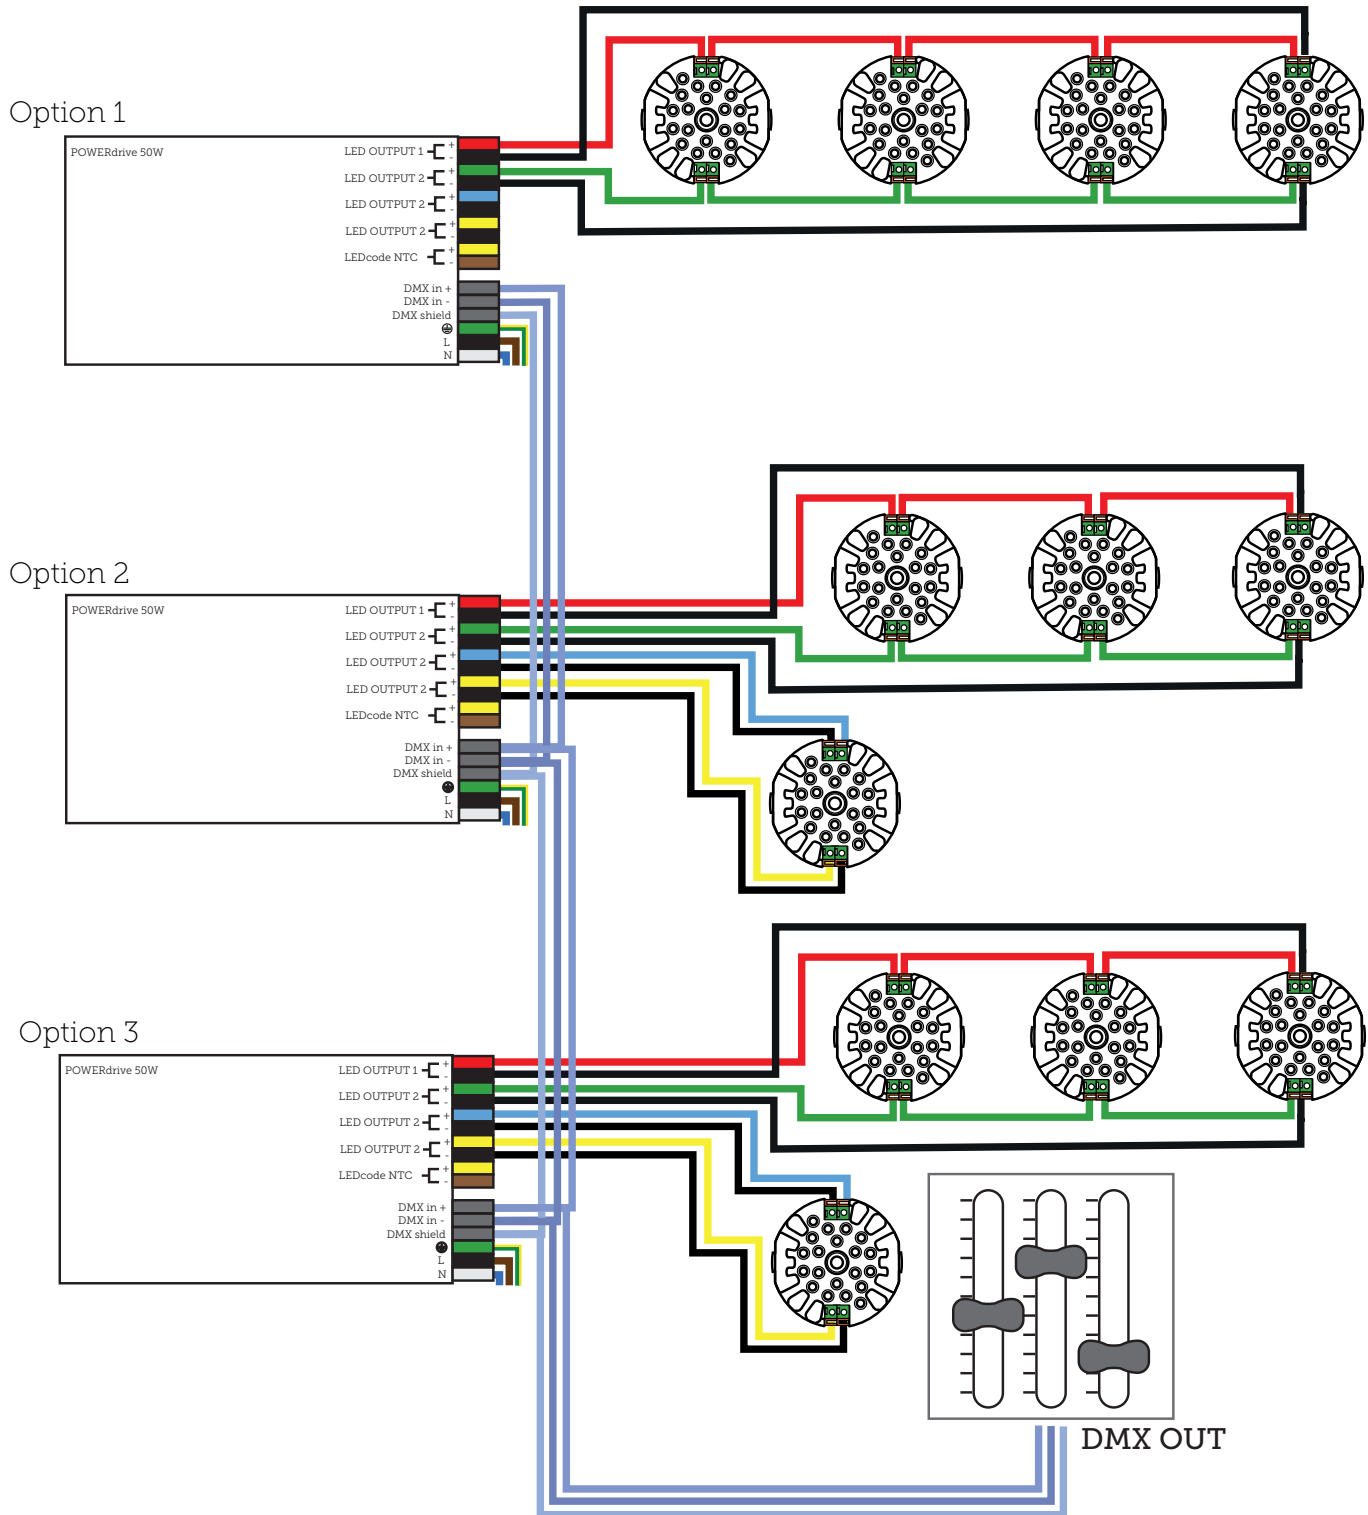 Option 1
POWERdrive 50W
LED OUTPUT 1 + -
LED OUTPUT 2 + -
LED OUTPUT 2 + -
LED OUTPUT 2 + -
LEDcode NTC + -
DMX in +
DMX in -
DMX shield
L
N
Option 2
POWERdrive 50W
LED OUTPUT 1 + -
LED OUTPUT 2 + -
LED OUTPUT 2 + -
LED OUTPUT 2 + -
LEDcode NTC + -
DMX in +
DMX in -
DMX shield
L
N
Option 3
POWERdrive 50W
LED OUTPUT 1 + -
LED OUTPUT 2 + -
LED OUTPUT 2 + -
LED OUTPUT 2 + -
LEDcode NTC + -
DMX in +
DMX in -
DMX shield
L
N
DMX OUT